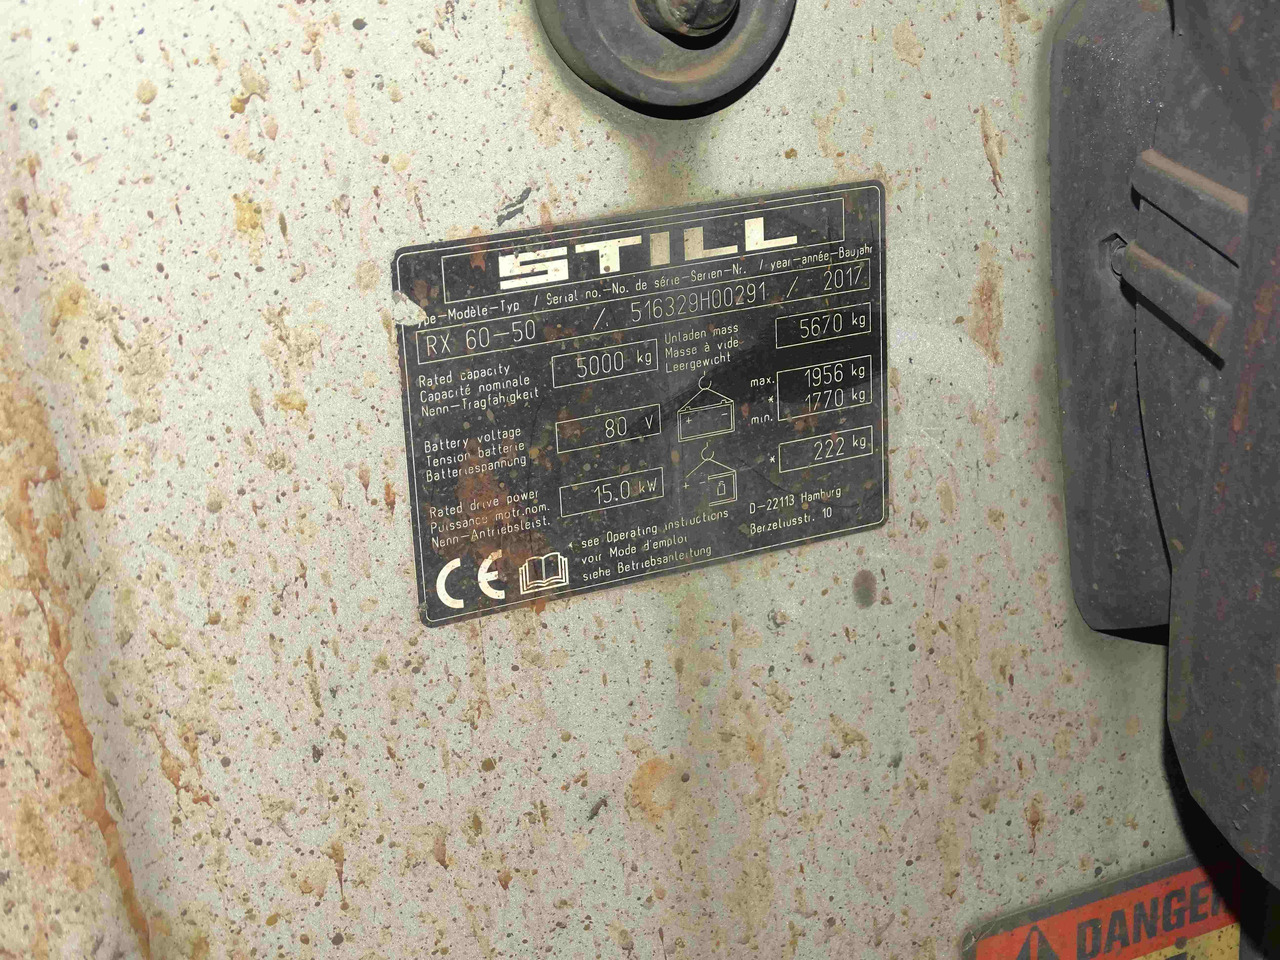 STILL
ype-Modèle-Typ / Serial no.-No. de série-Serien-Nr. / year-année-Baujahr
RX 60-50 / 516329H00291 / 2017
Rated capacity
Capacité nominale
Nenn-Tragfähigkeit
5000 kg
Unladen mass
Masse à vide
Leergewicht
5670 kg
Battery voltage
Tension batterie
Batteriespannung
80 V
+ -
max. 1956 kg
*
min. 1770 kg
Rated drive power
Puissance motr.nom.
Nenn-Antriebsleist.
15.0 kW
+ -
* 222 kg
CE
* see Operating instructions
voir Mode d'emploi
siehe Betriebsanleitung
D-22113 Hamburg
Berzeliusstr. 10
DANGER